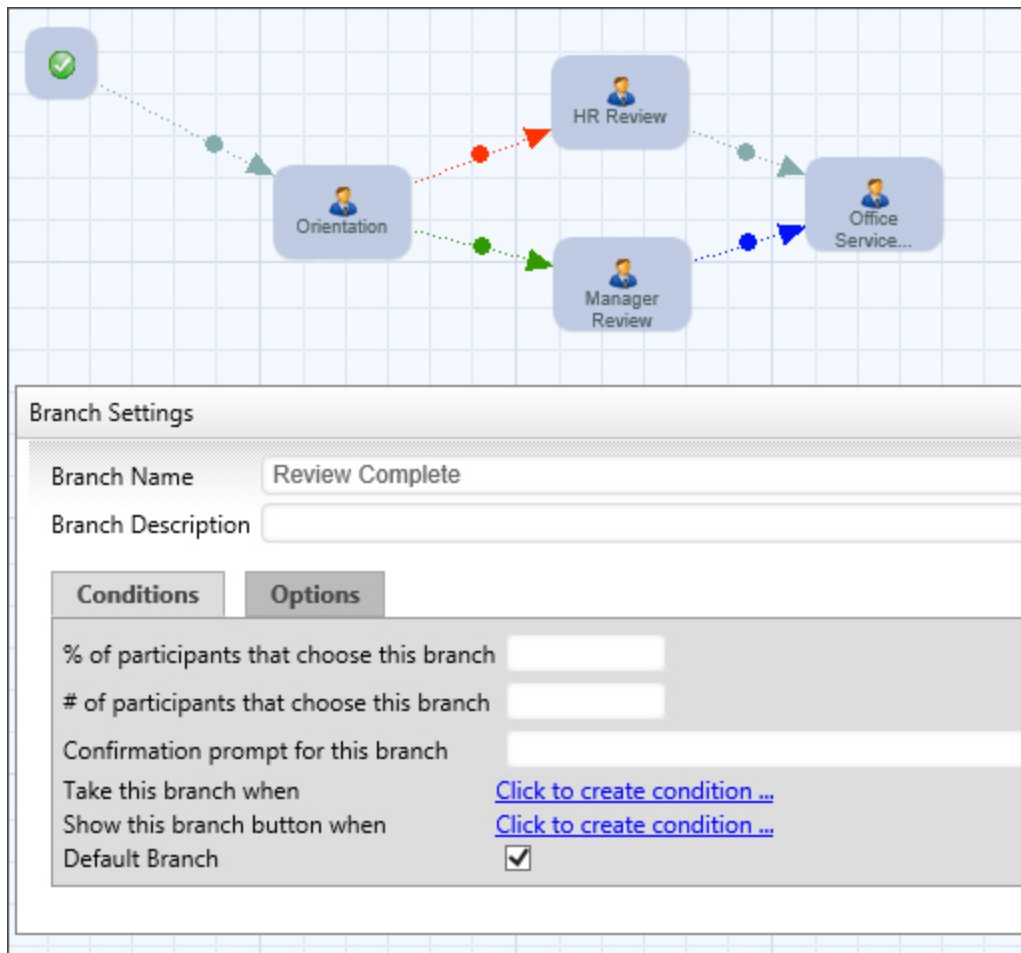 HR Review
Orientation
Office
Service...
Manager
Review
Branch Settings
Branch Name Review Complete
Branch Description
Conditions Options
% of participants that choose this branch
# of participants that choose this branch
Confirmation prompt for this branch
Take this branch when Click to create condition ...
Show this branch button when Click to create condition ...
Default Branch